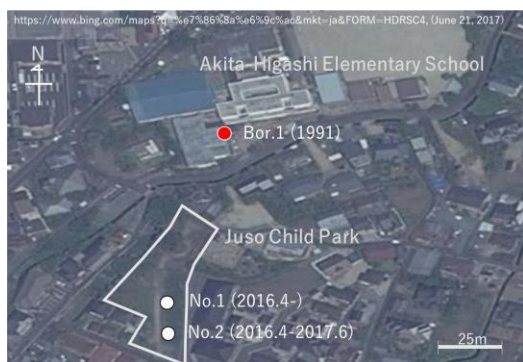 https://www.bing.com/maps?q=%e7%86%8a%e6%9c%ac&mkt=ja&FORM=HDRSC4, (June 21, 2017)
N
Akita-Higashi Elementary School
Bor.1 (1991)
Juso Child Park
No.1 (2016.4-)
No.2 (2016.4-2017.6)
25m